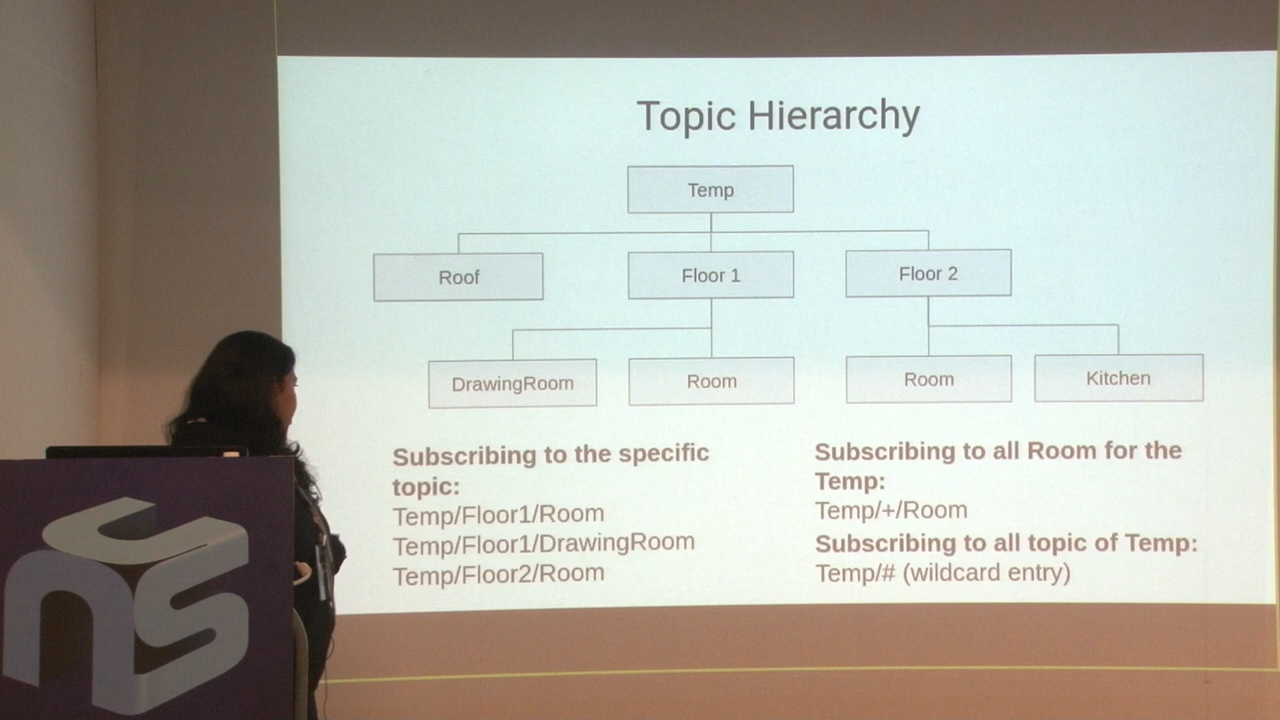 Topic Hierarchy
Temp
Roof
Floor 1
Floor 2
DrawingRoom
Room
Room
Kitchen
Subscribing to the specific
topic:
Temp/Floor1/Room
Temp/Floor1/DrawingRoom
Temp/Floor2/Room
Subscribing to all Room for the
Temp:
Temp/+/Room
Subscribing to all topic of Temp:
Temp/# (wildcard entry)